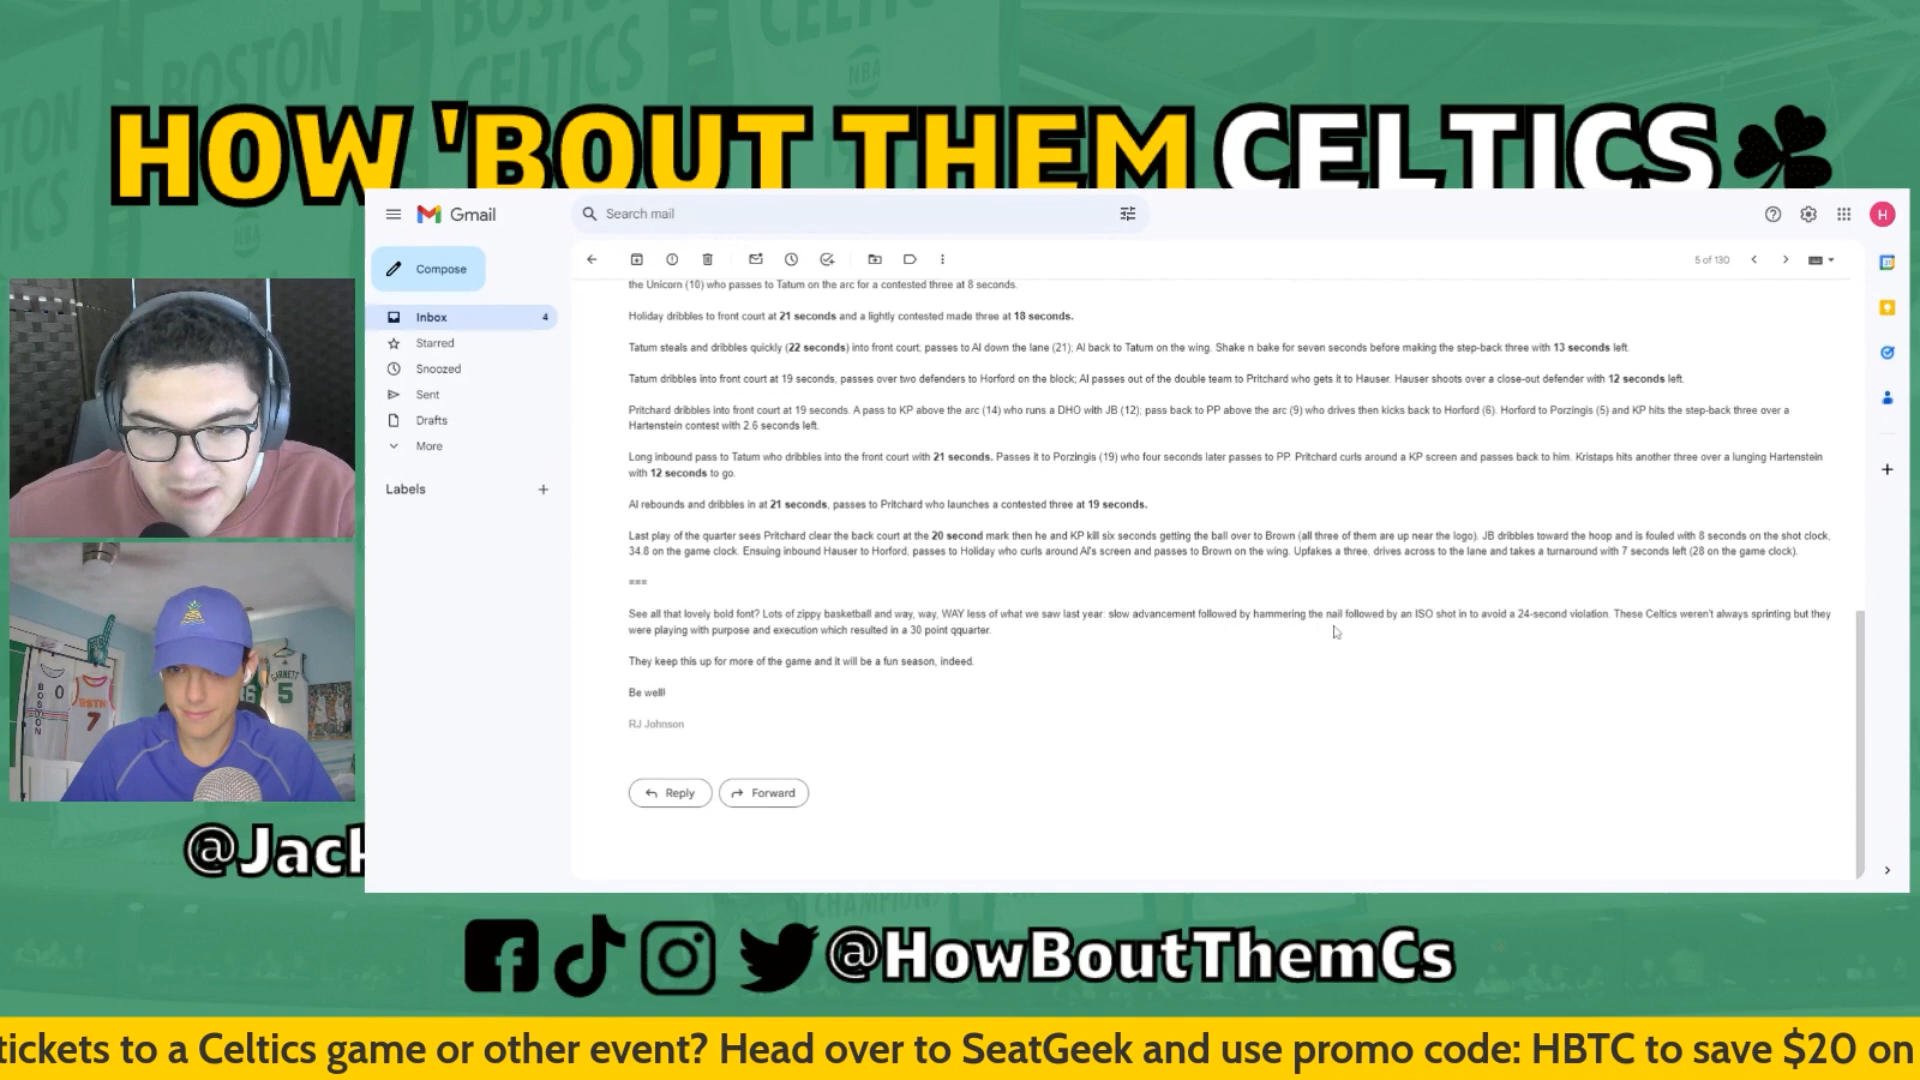 BOSTON
BOSTON
CELTICS
CELTICS
NBA
HOW 'BOUT THEM CELTICS
Gmail
Search mail
H
Compose
5 of 130
Inbox 4
Starred
Snoozed
Sent
Drafts
More
Labels
the Unicorn (10) who passes to Tatum on the arc for a contested three at 8 seconds.
Holiday dribbles to front court at 21 seconds and a lightly contested made three at 18 seconds.
Tatum steals and dribbles quickly (22 seconds) into front court; passes to Al down the lane (21); Al back to Tatum on the wing. Shake n bake for seven seconds before making the step-back three with 13 seconds left.
Tatum dribbles into front court at 19 seconds, passes over two defenders to Horford on the block; Al passes out of the double team to Pritchard who gets it to Hauser. Hauser shoots over a close-out defender with 12 seconds left.
Pritchard dribbles into front court at 19 seconds. A pass to KP above the arc (14) who runs a DHO with JB (12); pass back to PP above the arc (9) who drives then kicks back to Horford (6). Horford to Porzingis (5) and KP hits the step-back three over a
Hartenstein contest with 2.6 seconds left.
Long inbound pass to Tatum who dribbles into the front court with 21 seconds. Passes it to Porzingis (19) who four seconds later passes to PP. Pritchard curls around a KP screen and passes back to him. Kristaps hits another three over a lunging Hartenstein
with 12 seconds to go.
Al rebounds and dribbles in at 21 seconds, passes to Pritchard who launches a contested three at 19 seconds.
Last play of the quarter sees Pritchard clear the back court at the 20 second mark then he and KP kill six seconds getting the ball over to Brown (all three of them are up near the logo). JB dribbles toward the hoop and is fouled with 8 seconds on the shot clock,
34.8 on the game clock. Ensuing inbound Hauser to Horford, passes to Holiday who curls around Al's screen and passes to Brown on the wing. Upfakes a three, drives across to the lane and takes a turnaround with 7 seconds left (28 on the game clock).
===
See all that lovely bold font? Lots of zippy basketball and way, way, WAY less of what we saw last year: slow advancement followed by hammering the nail followed by an ISO shot in to avoid a 24-second violation. These Celtics weren't always sprinting but they
were playing with purpose and execution which resulted in a 30 point qquarter.
They keep this up for more of the game and it will be a fun season, indeed.
Be well!
RJ Johnson
Reply
Forward
BOSTON
0
7
GARNETT
5
@Jack
@HowBoutThemCs
tickets to a Celtics game or other event? Head over to SeatGeek and use promo code: HBTC to save $20 on